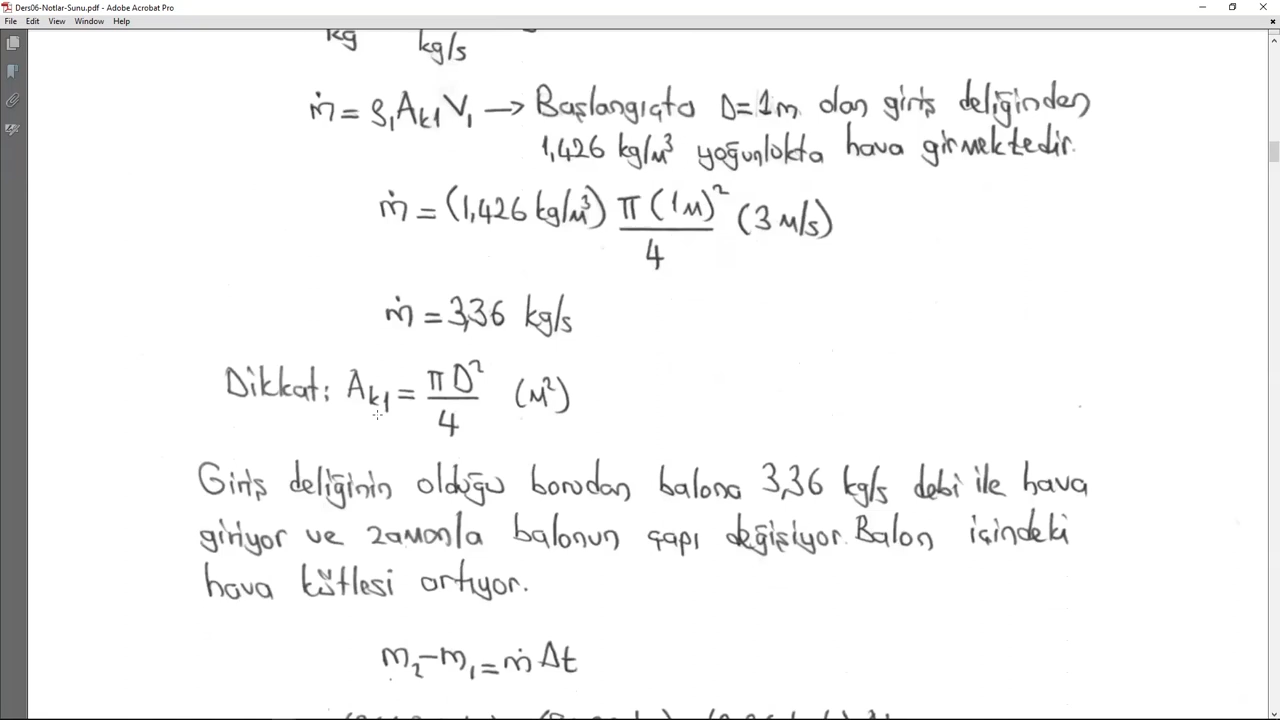 Ders06-Notlar-Sunu.pdf - Adobe Acrobat Pro
File Edit View Window Help
kg kg/s
ṁ = ρ₁A_k1 V₁ → Başlangıçta D=1m olan giriş deliğinden
1,426 kg/m³ yoğunlukta hava girmektedir.
ṁ = (1,426 kg/m³) π(1m)²/4 (3 m/s)
ṁ = 3,36 kg/s
Dikkat: A_k1 = πD²/4 (m²)
Giriş deliğinin olduğu borudan balona 3,36 kg/s debi ile hava
giriyor ve zamanla balonun çapı değişiyor. Balon içindeki
hava kütlesi artıyor.
m₂-m₁ = ṁ Δt